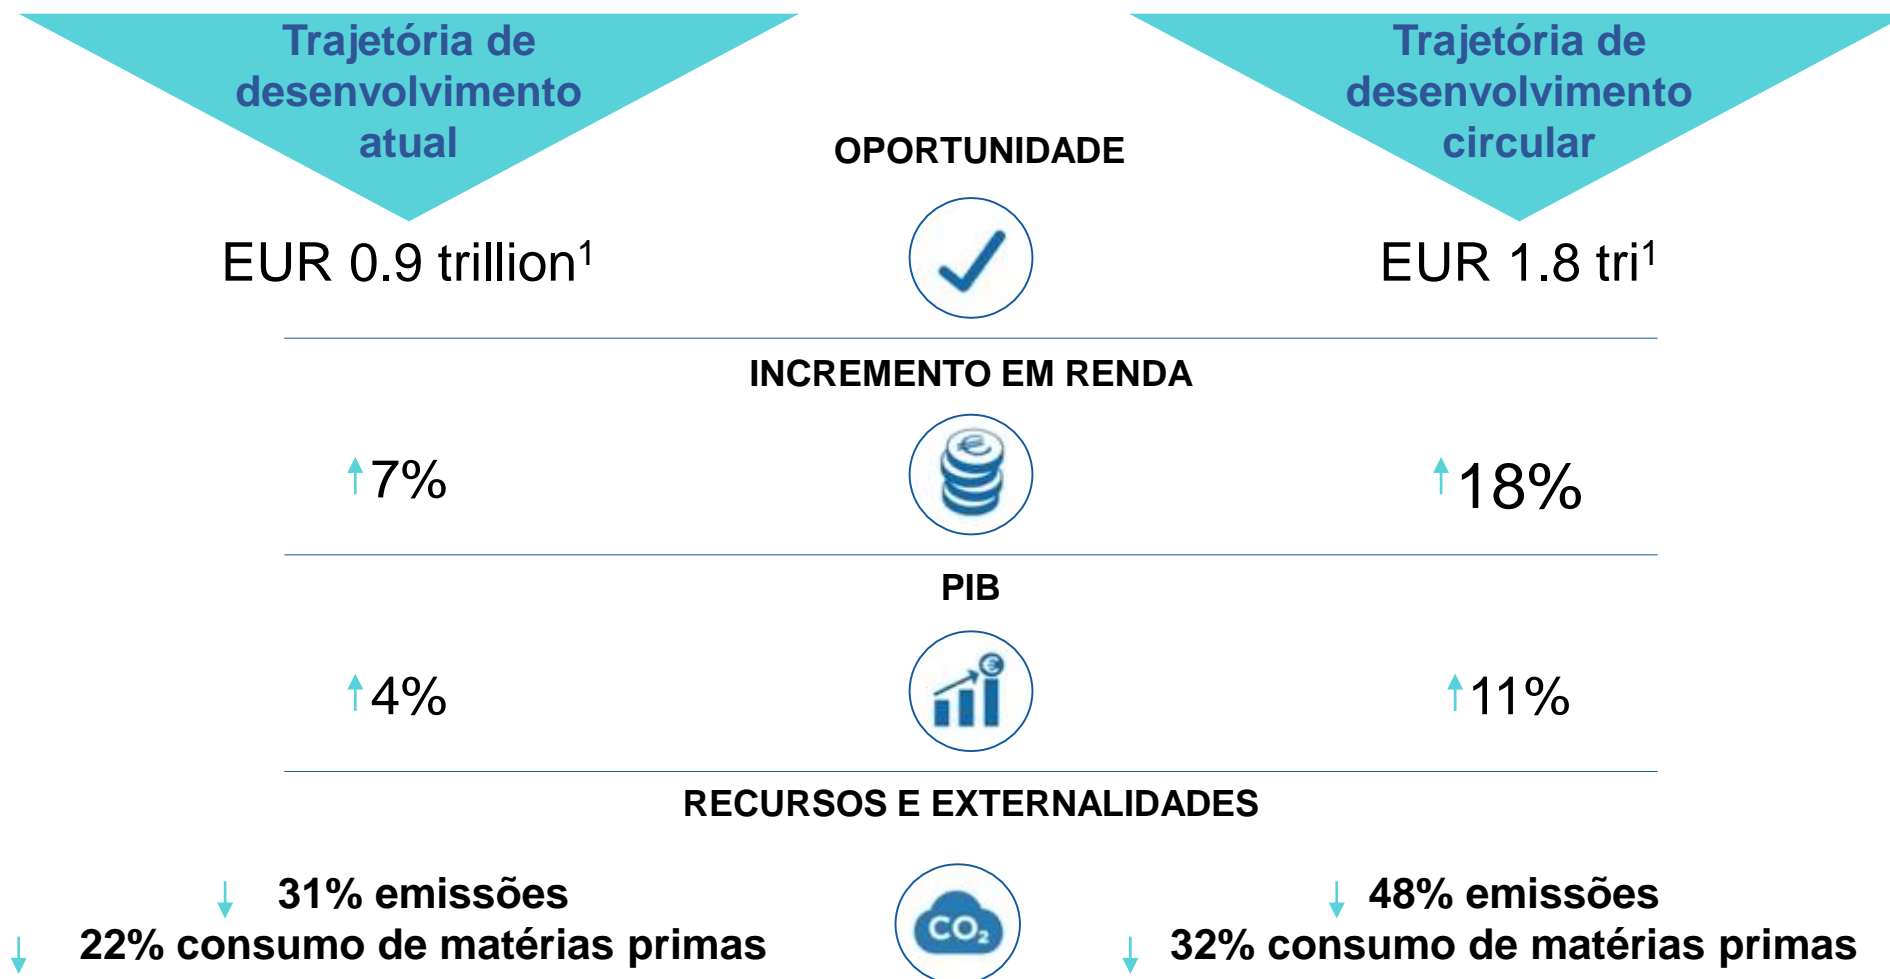 Trajetória de
desenvolvimento
atual
Trajetória de
desenvolvimento
circular
OPORTUNIDADE
EUR 0.9 trillion¹
EUR 1.8 tri¹
INCREMENTO EM RENDA
7%
€
18%
PIB
4%
€
11%
RECURSOS E EXTERNALIDADES
31% emissões
22% consumo de matérias primas
CO₂
48% emissões
32% consumo de matérias primas